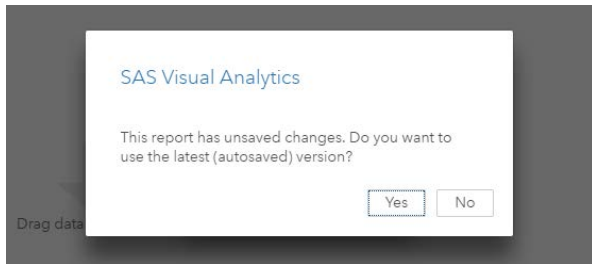 SAS Visual Analytics
This report has unsaved changes. Do you want to
use the latest (autosaved) version?
Yes No
Drag data